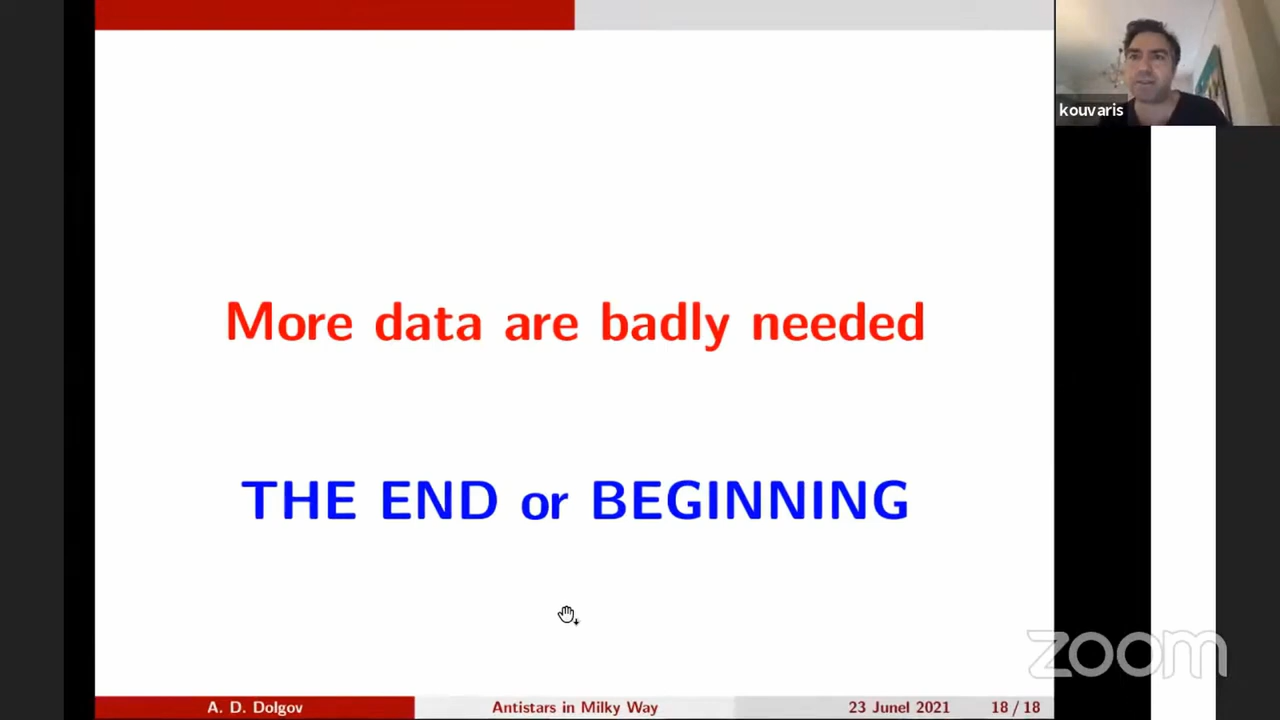 kouvaris
More data are badly needed
THE END or BEGINNING
zoom
A. D. Dolgov Antistars in Milky Way 23 Junel 2021 18 / 18